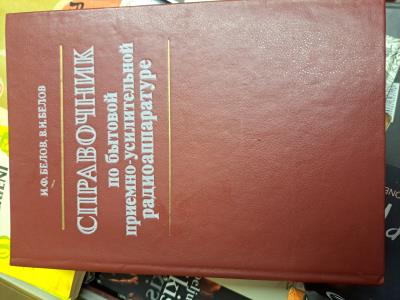 И.Ф. БЕЛОВ, В.И. БЕЛОВ
СПРАВОЧНИК
по бытовой
приемно-усилительной
радиоаппаратуре